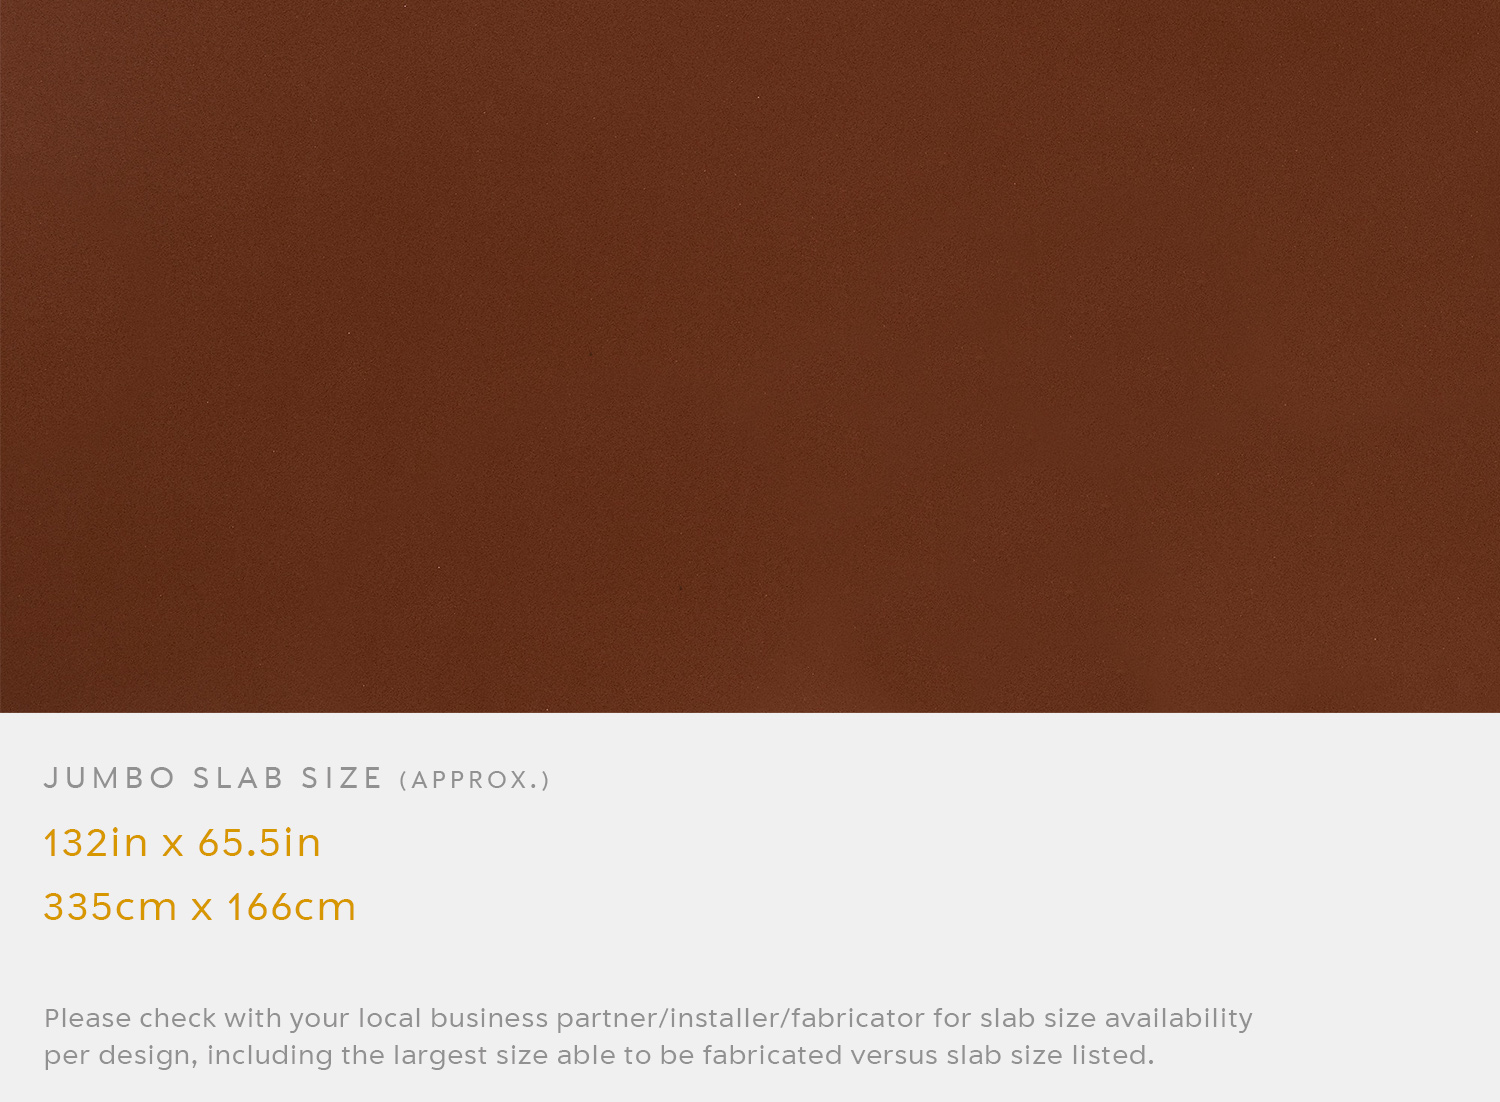 JUMBO SLAB SIZE (APPROX.)
132in x 65.5in
335cm x 166cm
Please check with your local business partner/installer/fabricator for slab size availability
per design, including the largest size able to be fabricated versus slab size listed.